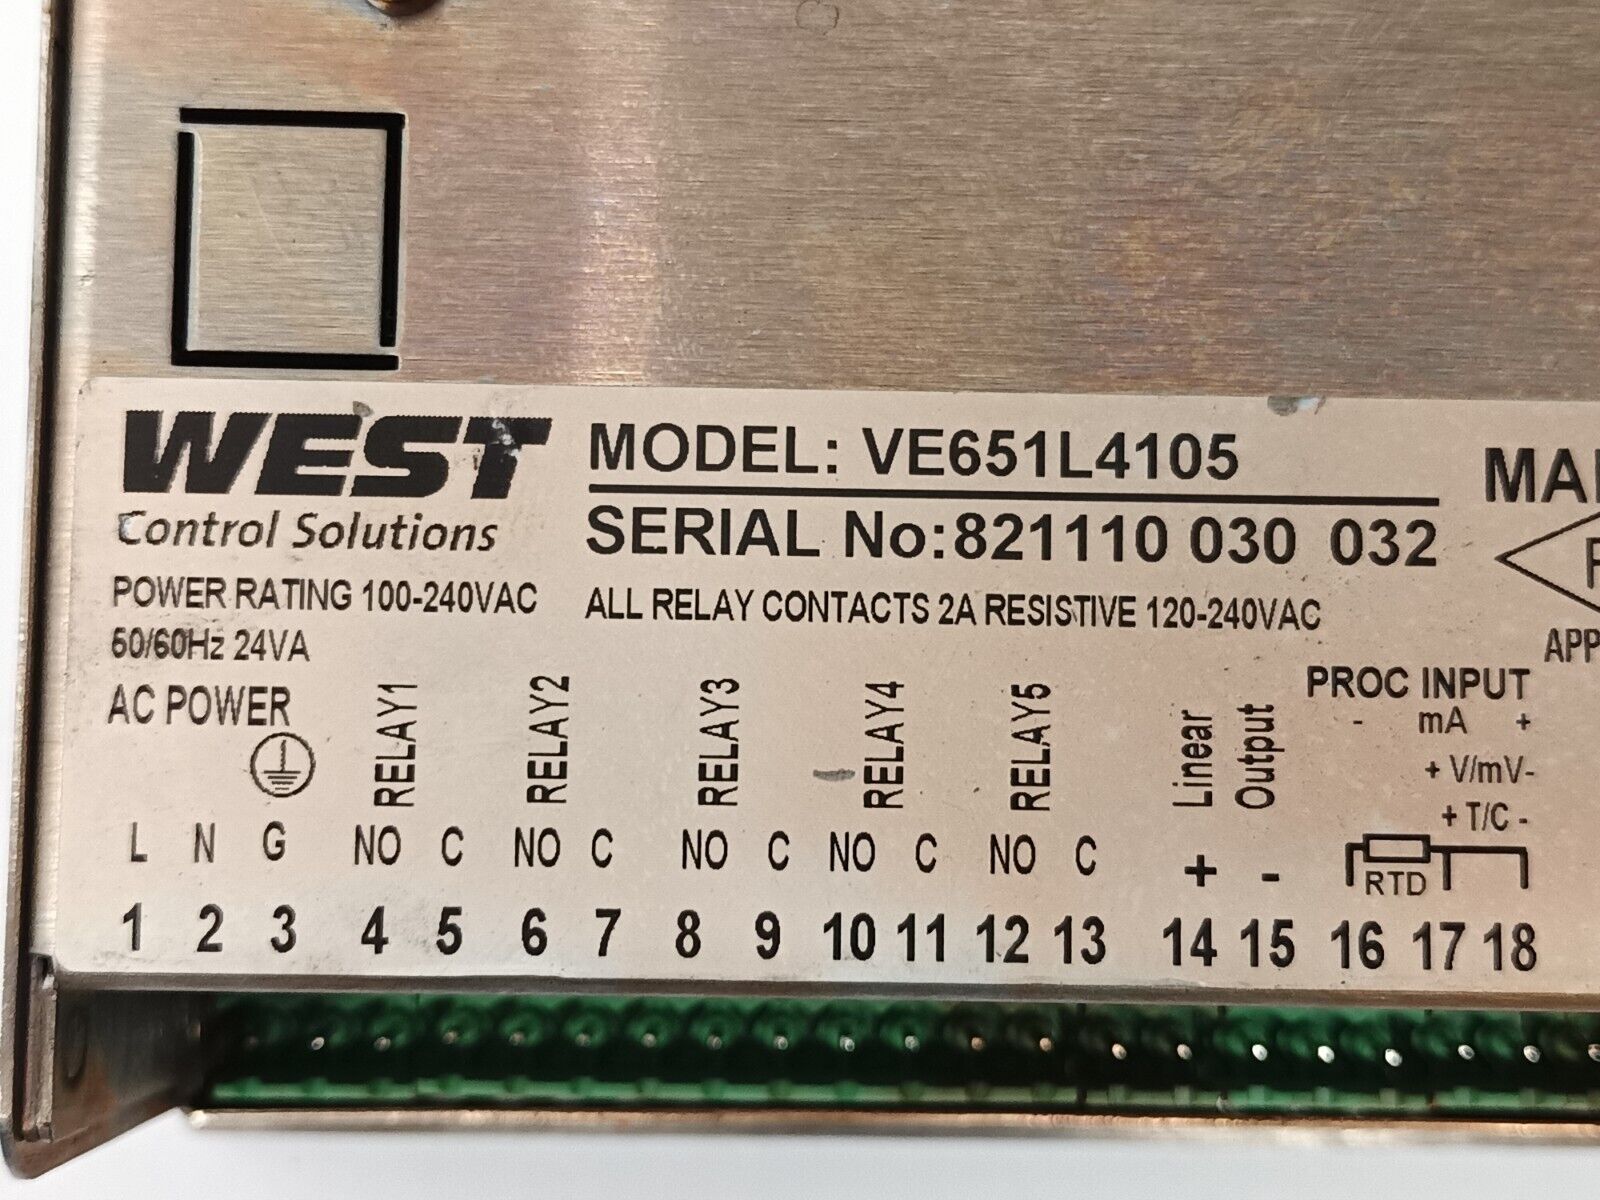 WEST
Control Solutions
MODEL: VE651L4105
SERIAL No:821110 030 032
POWER RATING 100-240VAC
50/60Hz 24VA
ALL RELAY CONTACTS 2A RESISTIVE 120-240VAC
APP
AC POWER
RELAY1
RELAY2
RELAY3
RELAY4
RELAY5
Linear
Output
PROC INPUT
- mA +
+ V/mV-
+ T/C -
RTD
L N G NO C NO C NO C NO C NO C + -
1 2 3 4 5 6 7 8 9 10 11 12 13 14 15 16 17 18